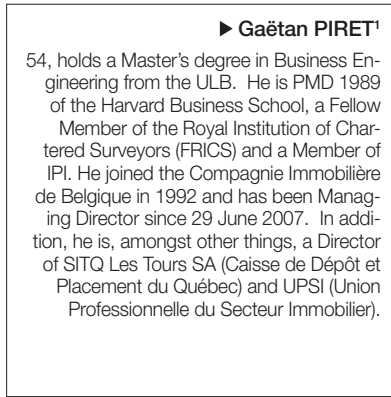 ▶ Gaëtan PIRET¹
54, holds a Master's degree in Business En-
gineering from the ULB. He is PMD 1989
of the Harvard Business School, a Fellow
Member of the Royal Institution of Char-
tered Surveyors (FRICS) and a Member of
IPI. He joined the Compagnie Immobilière
de Belgique in 1992 and has been Manag-
ing Director since 29 June 2007. In addi-
tion, he is, amongst other things, a Director
of SITQ Les Tours SA (Caisse de Dépôt et
Placement du Québec) and UPSI (Union
Professionnelle du Secteur Immobilier).